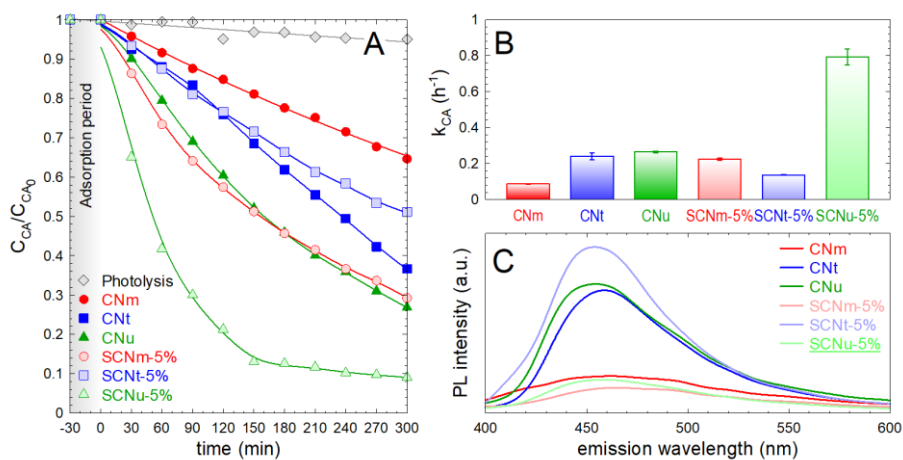 A
C_CA/C_CA0
1
0.9
0.8
0.7
0.6
0.5
0.4
0.3
0.2
0.1
0
Adsorption period
Photolysis
CNm
CNt
CNu
SCNm-5%
SCNt-5%
SCNu-5%
-30 0 30 60 90 120 150 180 210 240 270 300
time (min)
B
k_CA (h⁻¹)
1
0.8
0.6
0.4
0.2
0
CNm CNt CNu SCNm-5% SCNt-5% SCNu-5%
C
PL intensity (a.u.)
CNm
CNt
CNu
SCNm-5%
SCNt-5%
SCNu-5%
400 450 500 550 600
emission wavelength (nm)